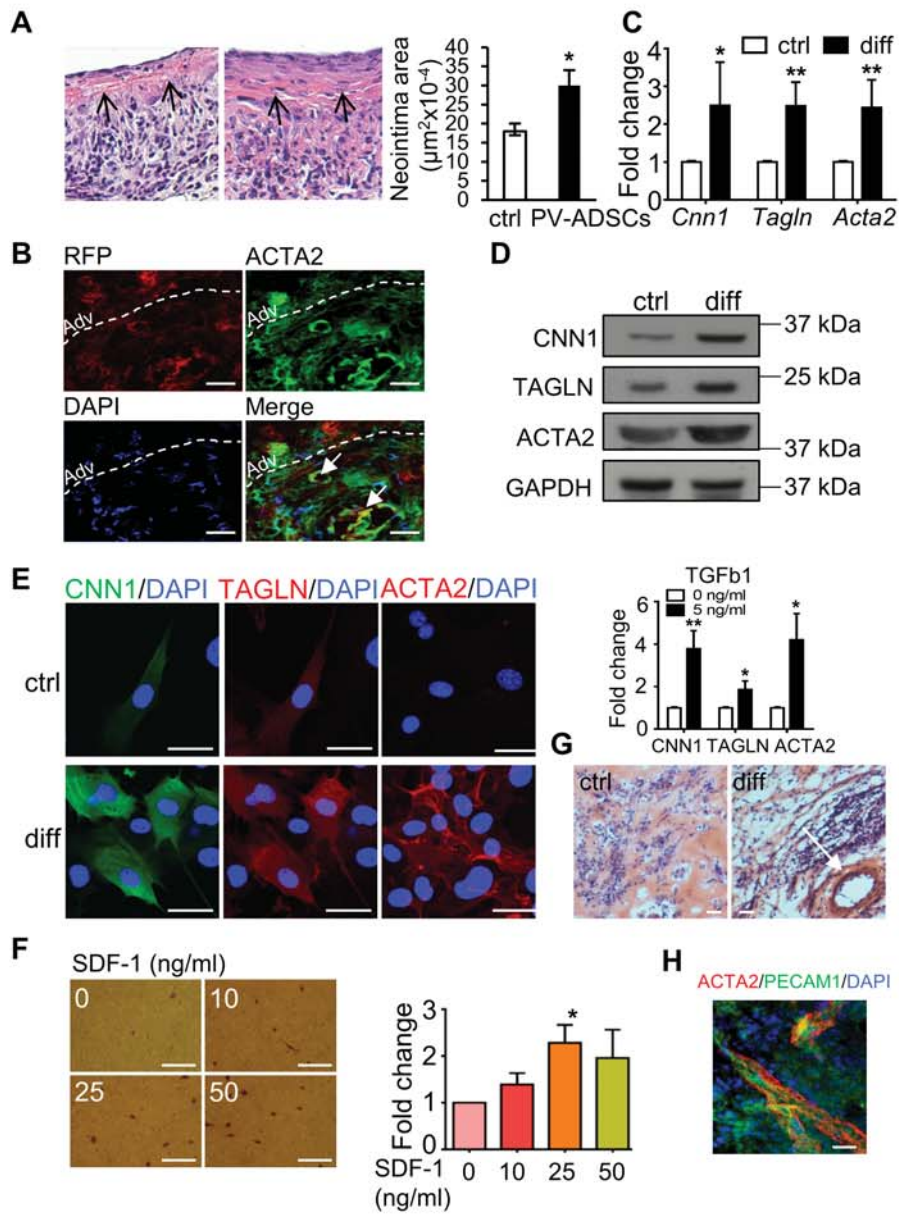 A
Neointima area
(µm²x10⁻⁴)
40
35
30
25
20
15
10
5
0
*
ctrl PV-ADSCs
C
ctrl diff
Fold change
3
2
1
0
* ** **
Cnn1 Tagln Acta2
B
RFP ACTA2
Adv Adv
DAPI Merge
Adv Adv
D
ctrl diff
CNN1 37 kDa
TAGLN 25 kDa
ACTA2 37 kDa
GAPDH 37 kDa
E
CNN1/DAPI TAGLN/DAPI ACTA2/DAPI
ctrl
diff
TGFb1
0 ng/ml
5 ng/ml
Fold change
6
4
2
0
** * *
CNN1 TAGLN ACTA2
G
ctrl diff
F
SDF-1 (ng/ml)
0 10
25 50
Fold change
3
2
1
0
*
SDF-1 0 10 25 50
(ng/ml)
H
ACTA2/PECAM1/DAPI